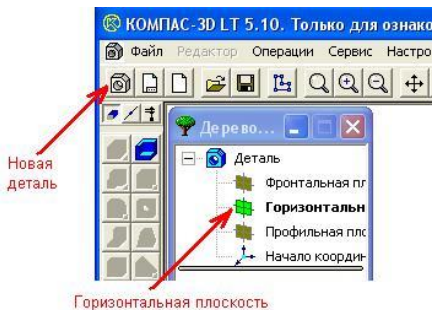 КОМПАС-3D LT 5.10. Только для ознако
Файл Редактор Операции Сервис Настро
Дерево...
Деталь
Фронтальная пл
Горизонтальн
Профильная плс
Начало координ
Новая
деталь
Горизонтальная плоскость